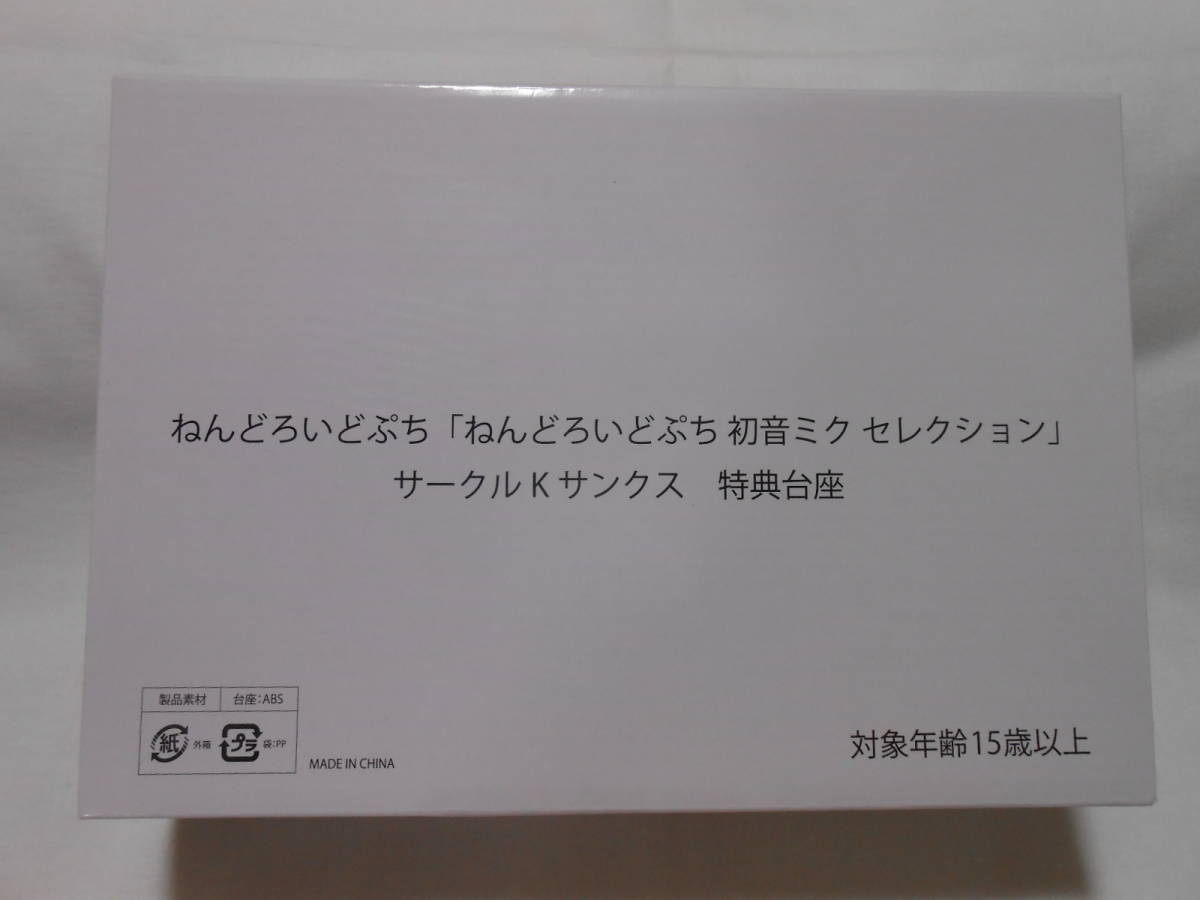 ねんどろいどぷち「ねんどろいどぷち 初音ミク セレクション」
サークルKサンクス　特典台座
製品素材 台座:ABS
紙 外箱 プラ 袋:PP
MADE IN CHINA
対象年齢15歳以上